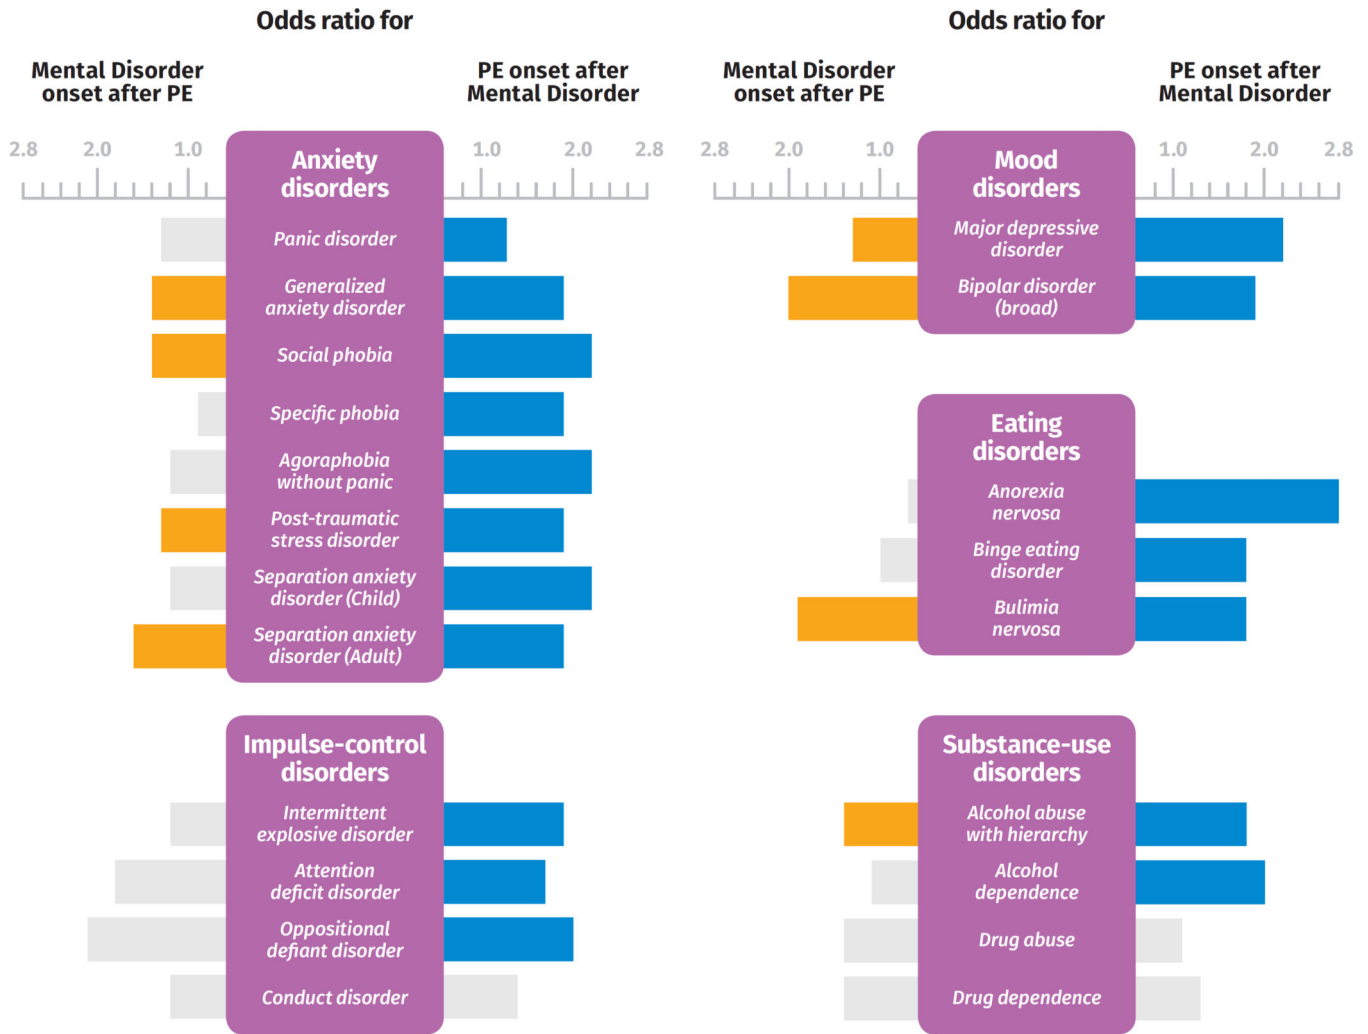 Odds ratio for
Mental Disorder
onset after PE
PE onset after
Mental Disorder
2.8 2.0 1.0
1.0 2.0 2.8
Anxiety
disorders
Panic disorder
Generalized
anxiety disorder
Social phobia
Specific phobia
Agoraphobia
without panic
Post-traumatic
stress disorder
Separation anxiety
disorder (Child)
Separation anxiety
disorder (Adult)
Impulse-control
disorders
Intermittent
explosive disorder
Attention
deficit disorder
Oppositional
defiant disorder
Conduct disorder
Odds ratio for
Mental Disorder
onset after PE
PE onset after
Mental Disorder
2.8 2.0 1.0
1.0 2.0 2.8
Mood
disorders
Major depressive
disorder
Bipolar disorder
(broad)
Eating
disorders
Anorexia
nervosa
Binge eating
disorder
Bulimia
nervosa
Substance-use
disorders
Alcohol abuse
with hierarchy
Alcohol
dependence
Drug abuse
Drug dependence